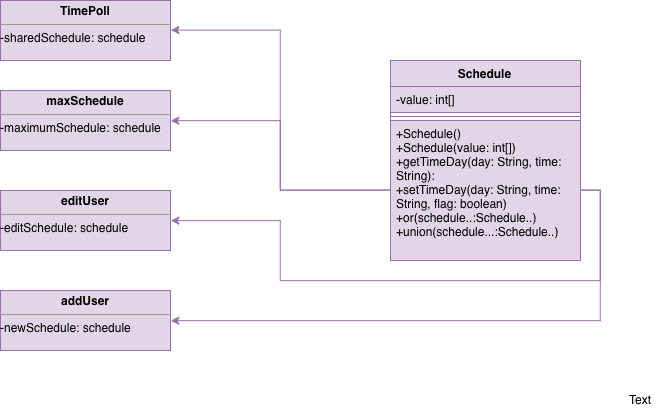 TimePoll
-sharedSchedule: schedule
maxSchedule
-maximumSchedule: schedule
editUser
-editSchedule: schedule
addUser
-newSchedule: schedule
Schedule
-value: int[]
+Schedule()
+Schedule(value: int[])
+getTimeDay(day: String, time:
String):
+setTimeDay(day: String, time:
String, flag: boolean)
+or(schedule..:Schedule..)
+union(schedule...:Schedule..)
Text